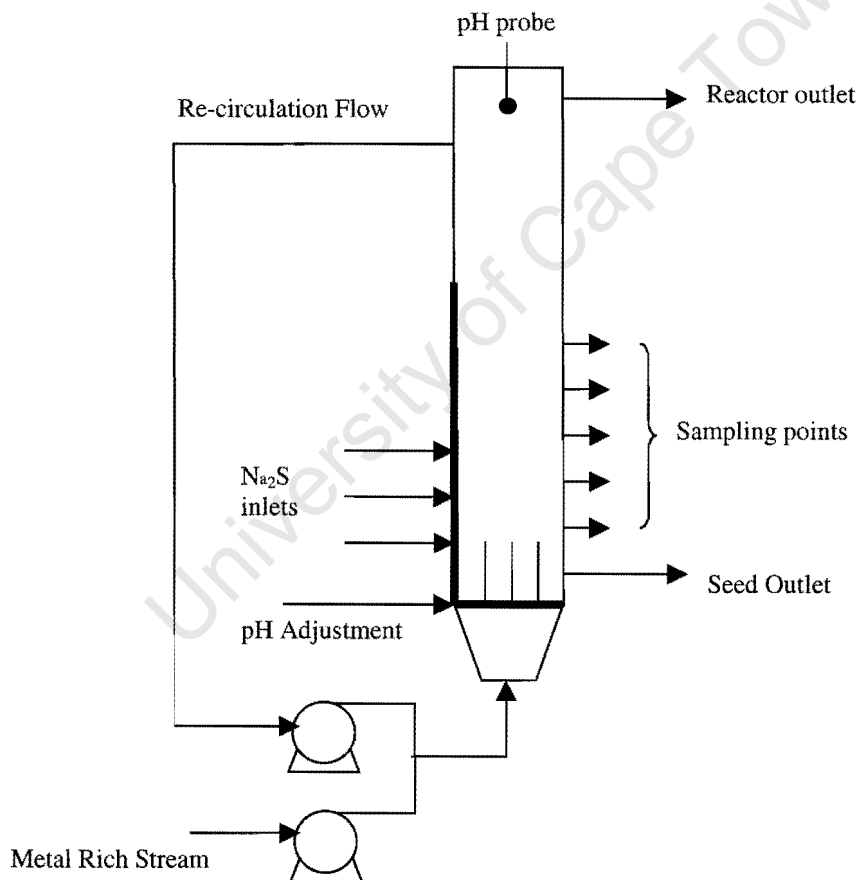 pH probe
Reactor outlet
Re-circulation Flow
Sampling points
Na2S
inlets
Seed Outlet
pH Adjustment
Metal Rich Stream
University of Cape Tow